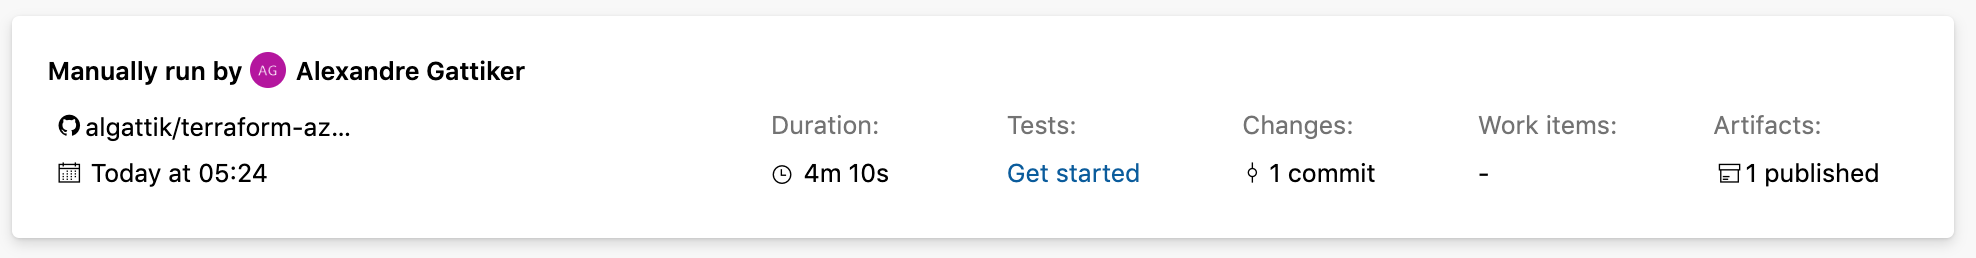 Manually run by AG Alexandre Gattiker
algattik/terraform-az...
Today at 05:24
Duration:
4m 10s
Tests:
Get started
Changes:
1 commit
Work items:
-
Artifacts:
1 published